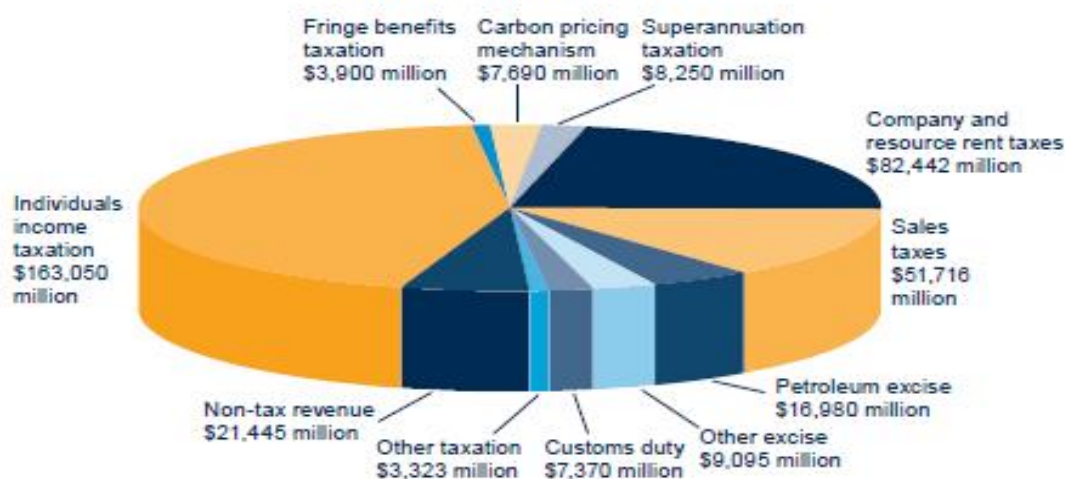 Fringe benefits
taxation
$3,900 million
Carbon pricing
mechanism
$7,690 million
Superannuation
taxation
$8,250 million
Company and
resource rent taxes
$82,442 million
Individuals
income
taxation
$163,050
million
Sales
taxes
$51,716
million
Petroleum excise
$16,980 million
Non-tax revenue
$21,445 million
Other taxation
$3,323 million
Customs duty
$7,370 million
Other excise
$9,095 million